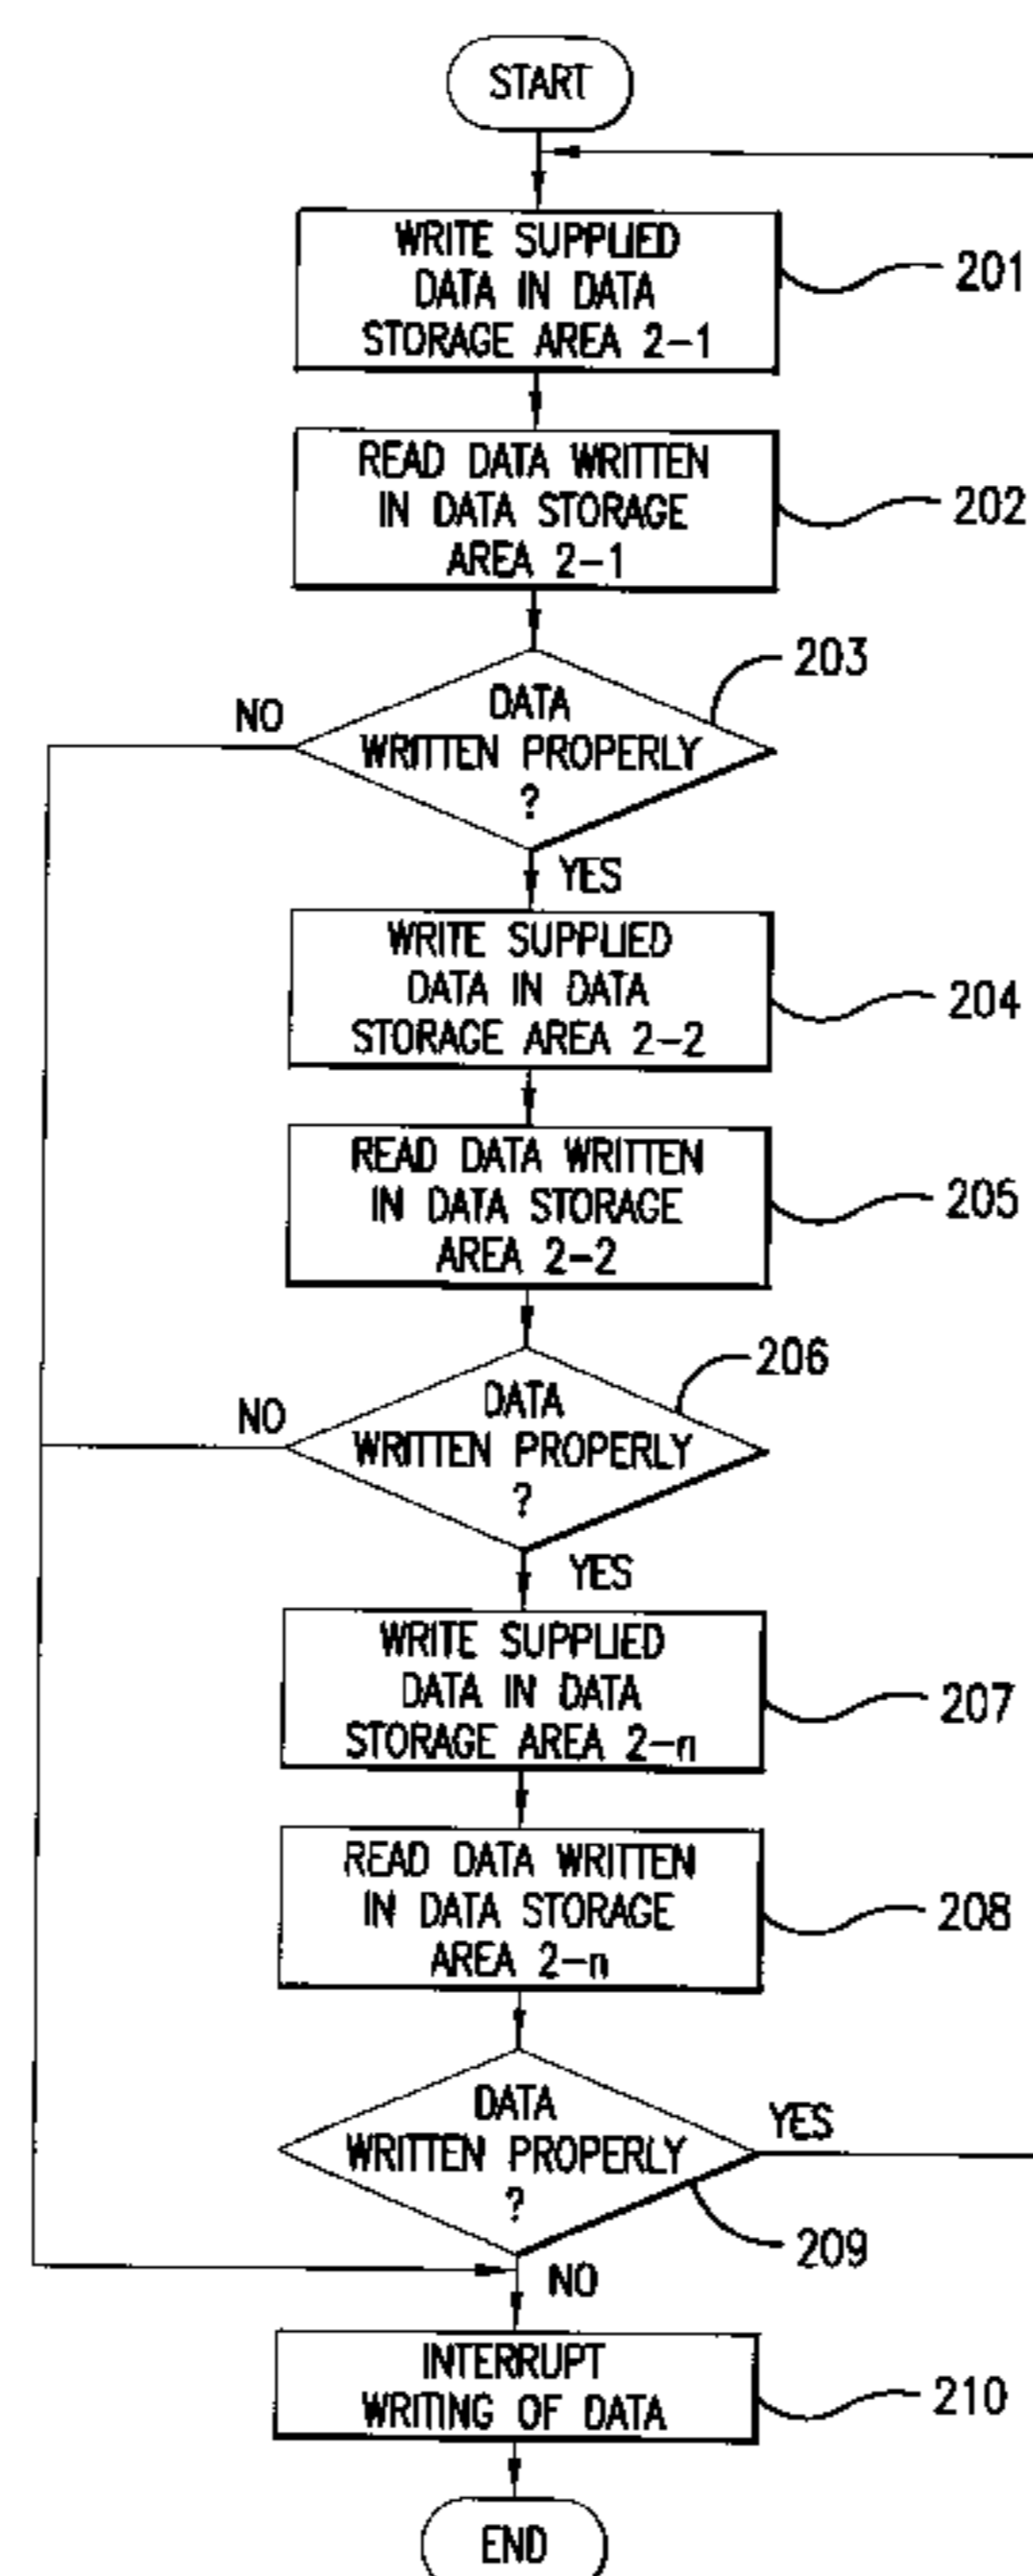 START
WRITE SUPPLIED
DATA IN DATA
STORAGE AREA 2-1
201
READ DATA WRITTEN
IN DATA STORAGE
AREA 2-1
202
203
DATA
WRITTEN PROPERLY
?
NO
YES
WRITE SUPPLIED
DATA IN DATA
STORAGE AREA 2-2
204
READ DATA WRITTEN
IN DATA STORAGE
AREA 2-2
205
206
DATA
WRITTEN PROPERLY
?
NO
YES
WRITE SUPPLIED
DATA IN DATA
STORAGE AREA 2-n
207
READ DATA WRITTEN
IN DATA STORAGE
AREA 2-n
208
DATA
WRITTEN PROPERLY
?
YES
209
NO
INTERRUPT
WRITING OF DATA
210
END